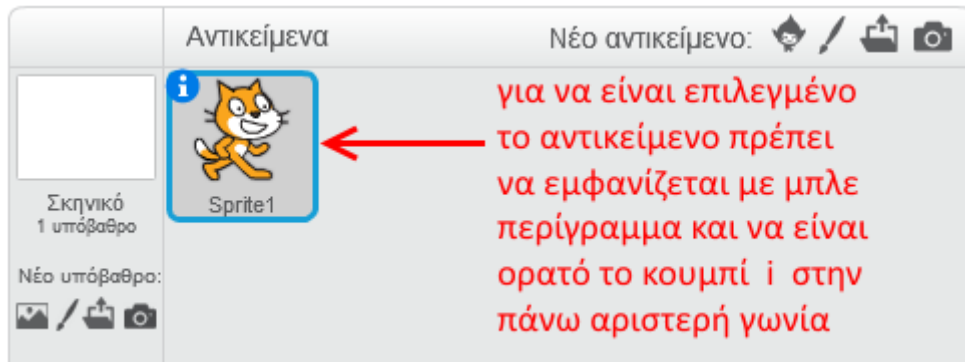 Αντικείμενα
Νέο αντικείμενο:
Σκηνικό
1 υπόβαθρο
Νέο υπόβαθρο:
i
Sprite1
για να είναι επιλεγμένο
το αντικείμενο πρέπει
να εμφανίζεται με μπλε
περίγραμμα και να είναι
ορατό το κουμπί i στην
πάνω αριστερή γωνία